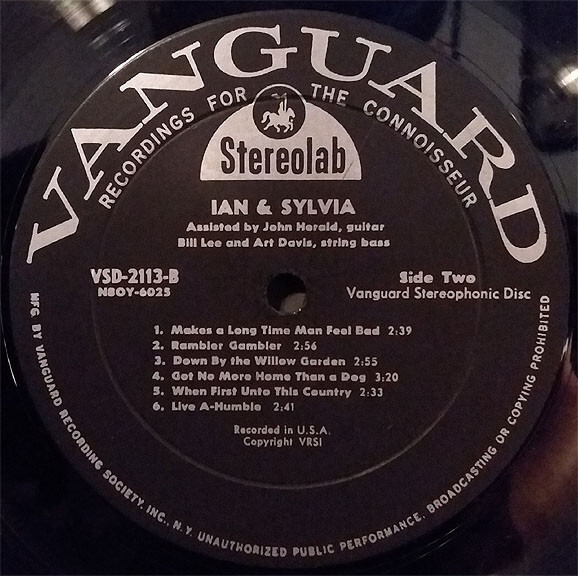 VANGUARD
RECORDINGS FOR THE CONNOISSEUR
Stereolab
IAN & SYLVIA
Assisted by John Herald, guitar
Bill Lee and Art Davis, string bass
VSD-2113-B
N8OY-6025
Side Two
Vanguard Stereophonic Disc
1. Makes a Long Time Man Feel Bad 2:39
2. Rambler Gambler 2:56
3. Down By the Willow Garden 2:55
4. Got No More Home Than a Dog 3:20
5. When First Unto This Country 2:33
6. Live A-Humble 2:41
Recorded in U.S.A.
Copyright VRSI
MFG. BY VANGUARD RECORDING SOCIETY, INC., N.Y. UNAUTHORIZED PUBLIC PERFORMANCE, BROADCASTING OR COPYING PROHIBITED